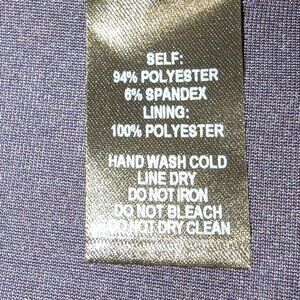 SELF:
94% POLYESTER
6% SPANDEX
LINING:
100% POLYESTER
HAND WASH COLD
LINE DRY
DO NOT IRON
DO NOT BLEACH
DO NOT DRY CLEAN